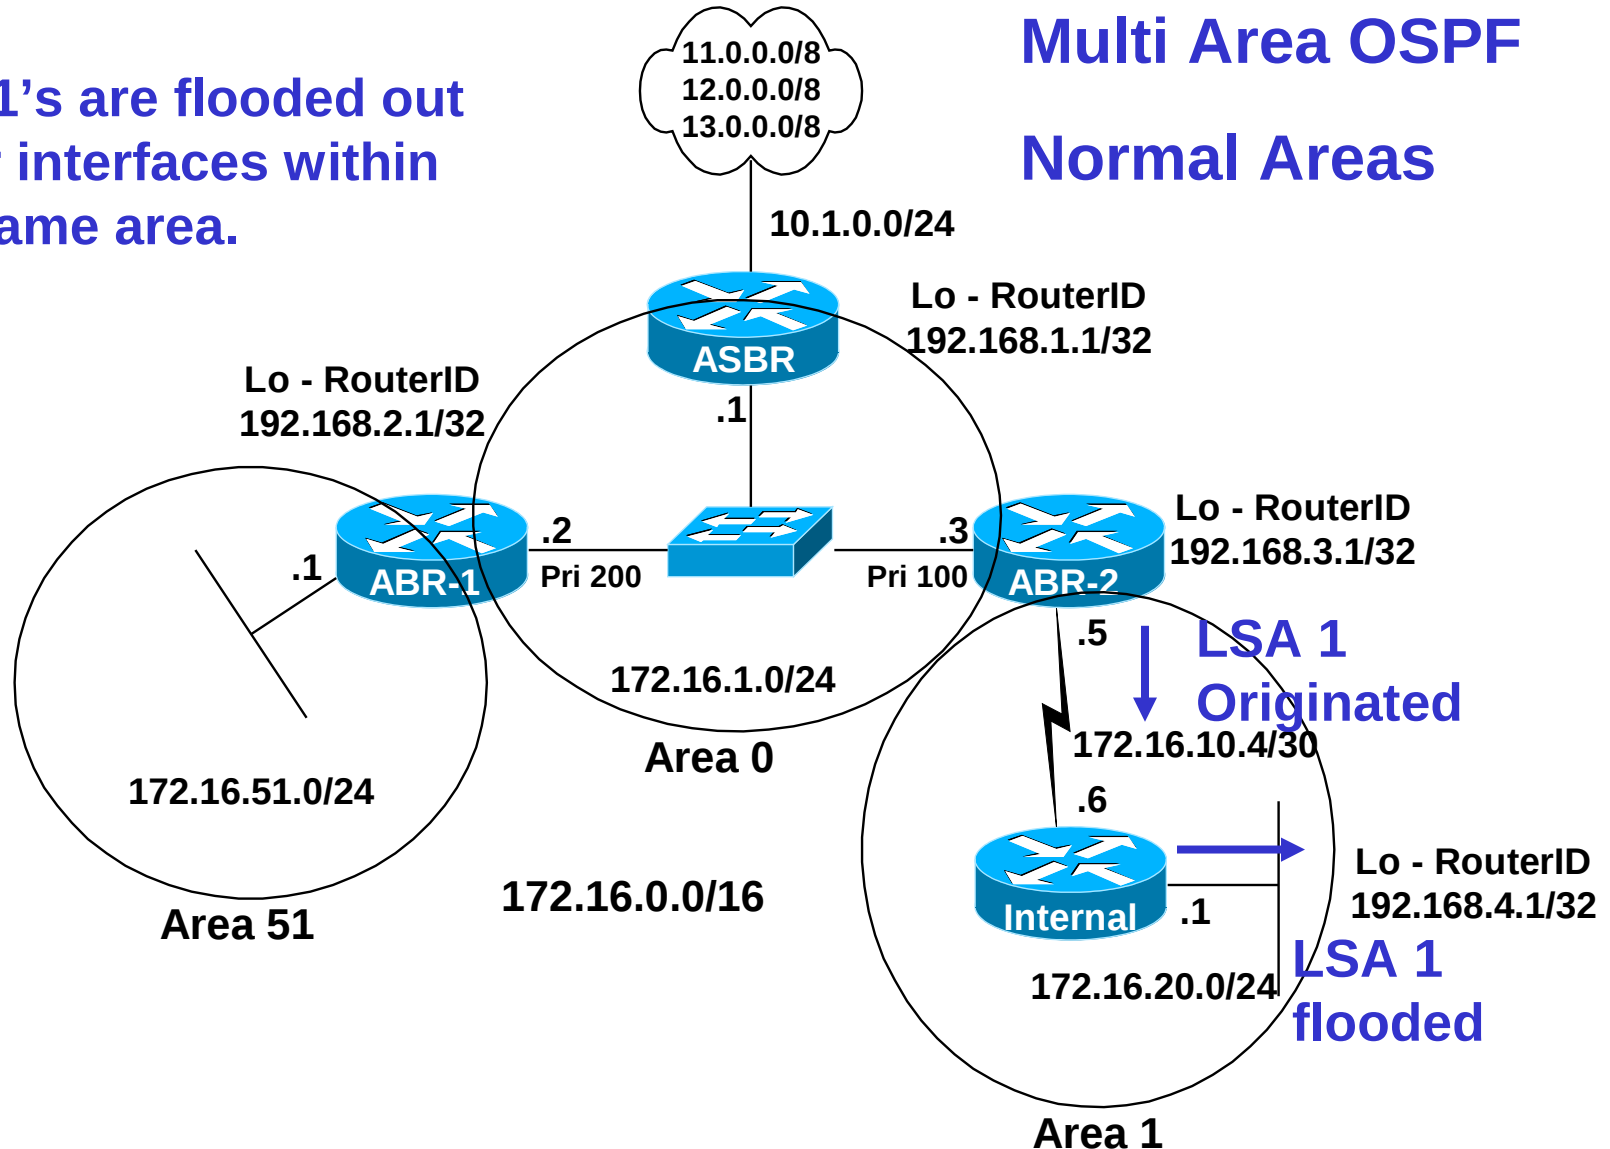 Multi Area OSPF
Normal Areas
1’s are flooded out
interfaces within
ame area.
11.0.0.0/8
12.0.0.0/8
13.0.0.0/8
10.1.0.0/24
Lo - RouterID
192.168.1.1/32
ASBR
.1
Lo - RouterID
192.168.2.1/32
.1
ABR-1
.2
Pri 200
.3
Pri 100
ABR-2
Lo - RouterID
192.168.3.1/32
172.16.1.0/24
Area 0
172.16.51.0/24
Area 51
172.16.0.0/16
.5
LSA 1
Originated
172.16.10.4/30
.6
Internal
.1
Lo - RouterID
192.168.4.1/32
172.16.20.0/24
LSA 1
flooded
Area 1